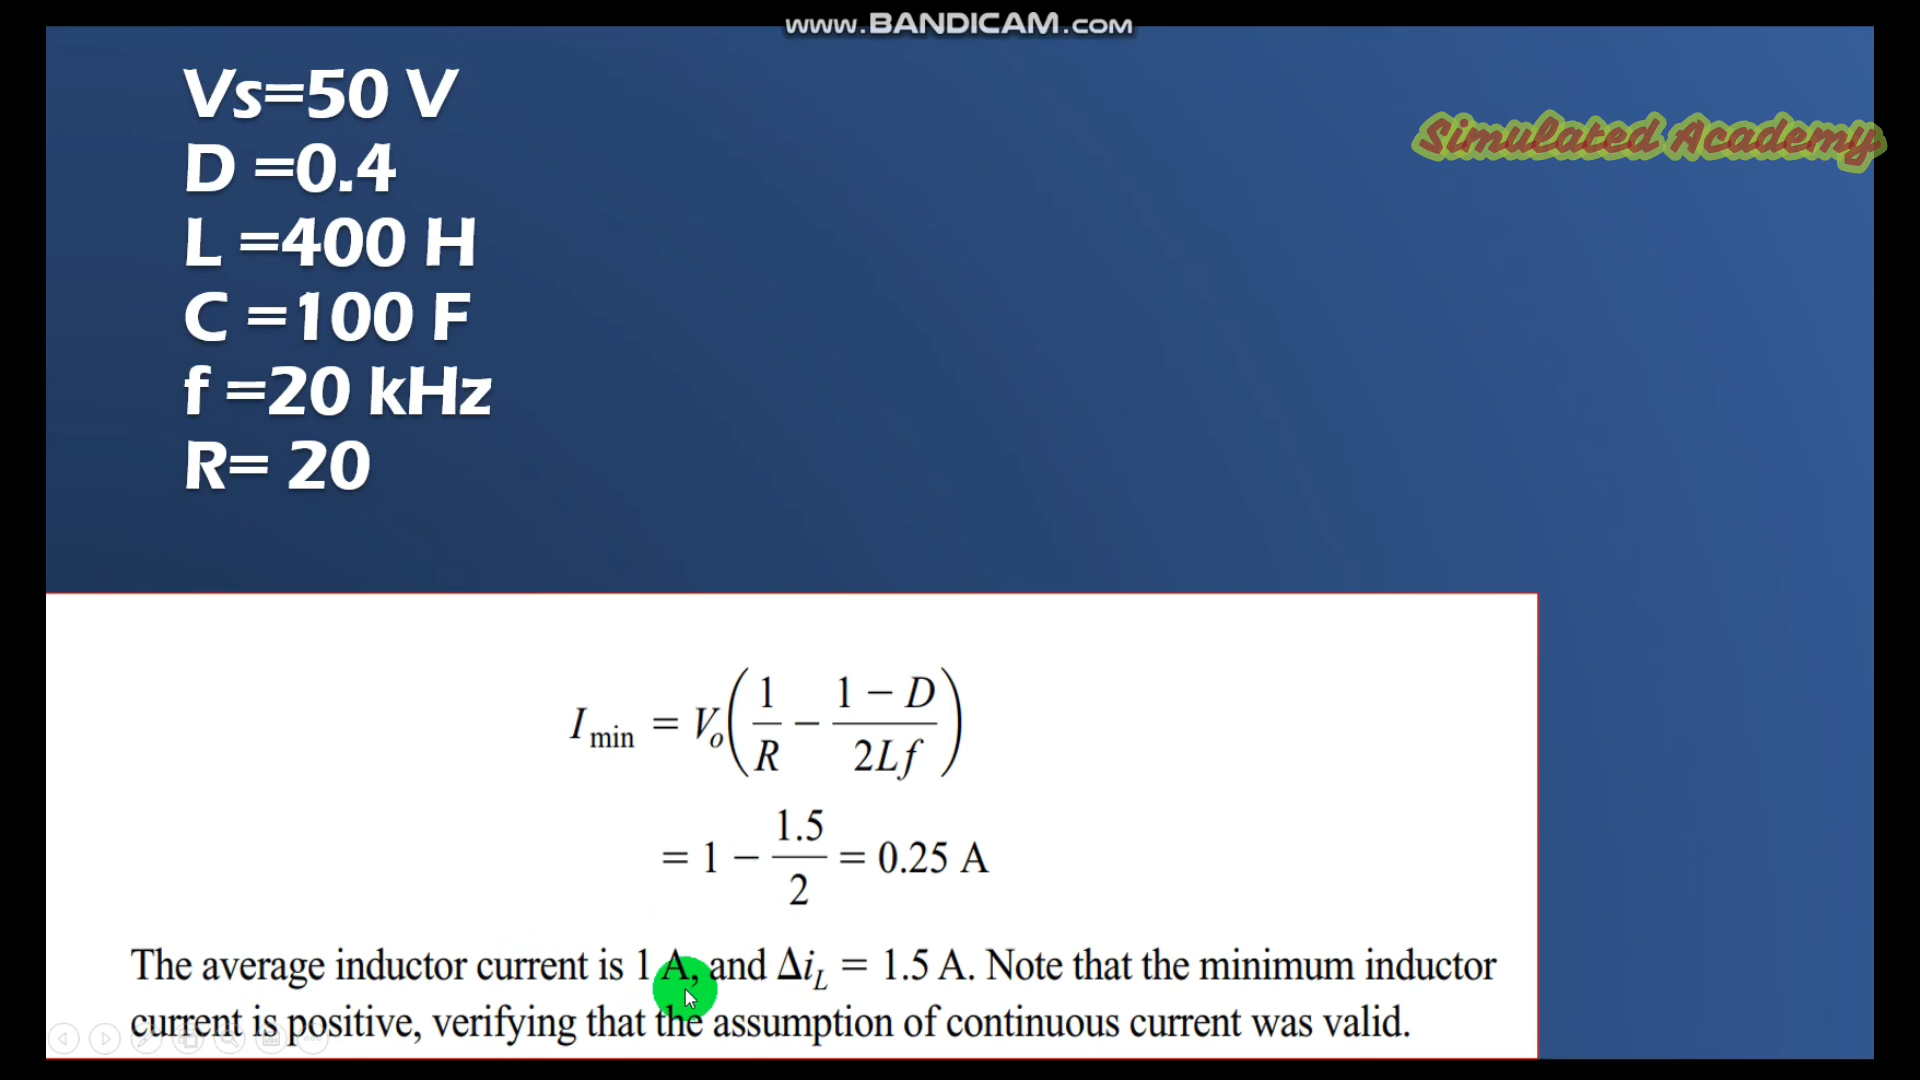 www.BANDICAM.com
Vs=50 V
D =0.4
L =400 H
C =100 F
f =20 kHz
R= 20
Simulated Academy
I_min = V_o(1/R − (1 − D)/(2Lf))
= 1 − 1.5/2 = 0.25 A
The average inductor current is 1 A, and Δi_L = 1.5 A. Note that the minimum inductor
current is positive, verifying that the assumption of continuous current was valid.